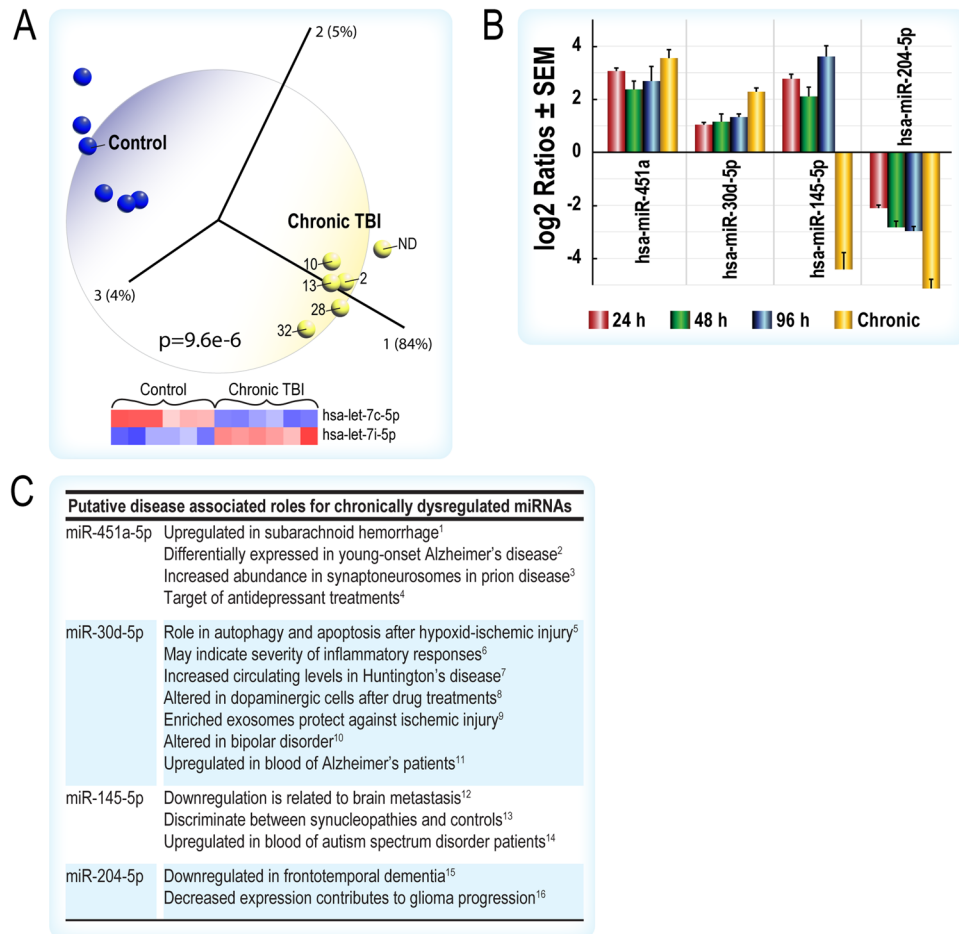 A
2 (5%)
Control
Chronic TBI
ND
10
13
2
28
32
3 (4%)
1 (84%)
p=9.6e-6
Control
Chronic TBI
hsa-let-7c-5p
hsa-let-7i-5p
B
log2 Ratios ± SEM
4
2
0
-2
-4
hsa-miR-451a
hsa-miR-30d-5p
hsa-miR-145-5p
hsa-miR-204-5p
24 h
48 h
96 h
Chronic
C
Putative disease associated roles for chronically dysregulated miRNAs
miR-451a-5p Upregulated in subarachnoid hemorrhage¹
Differentially expressed in young-onset Alzheimer's disease²
Increased abundance in synaptoneurosomes in prion disease³
Target of antidepressant treatments⁴
miR-30d-5p Role in autophagy and apoptosis after hypoxid-ischemic injury⁵
May indicate severity of inflammatory responses⁶
Increased circulating levels in Huntington's disease⁷
Altered in dopaminergic cells after drug treatments⁸
Enriched exosomes protect against ischemic injury⁹
Altered in bipolar disorder¹⁰
Upregulated in blood of Alzheimer's patients¹¹
miR-145-5p Downregulation is related to brain metastasis¹²
Discriminate between synucleopathies and controls¹³
Upregulated in blood of autism spectrum disorder patients¹⁴
miR-204-5p Downregulated in frontotemporal dementia¹⁵
Decreased expression contributes to glioma progression¹⁶